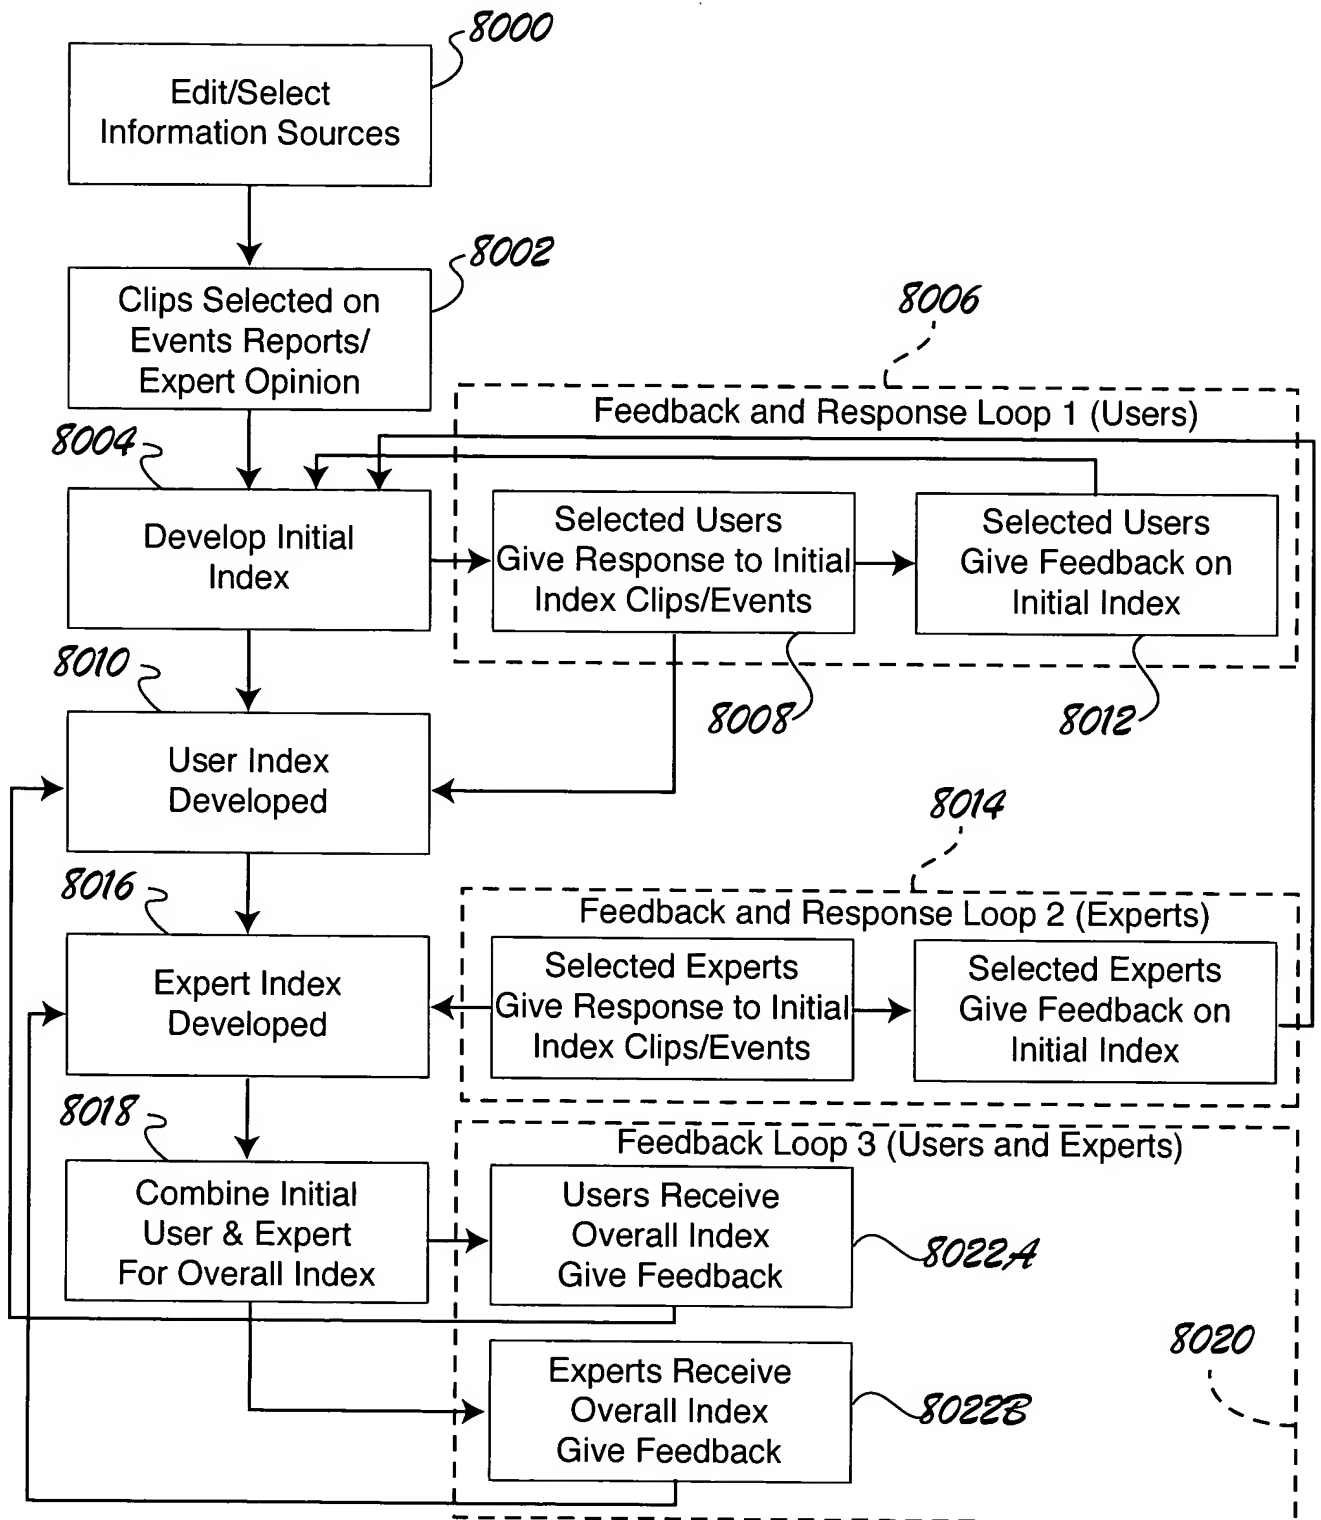 8000
Edit/Select
Information Sources
8002
Clips Selected on
Events Reports/
Expert Opinion
8006
Feedback and Response Loop 1 (Users)
8004
Develop Initial
Index
Selected Users
Give Response to Initial
Index Clips/Events
Selected Users
Give Feedback on
Initial Index
8008
8012
8010
User Index
Developed
8014
Feedback and Response Loop 2 (Experts)
8016
Expert Index
Developed
Selected Experts
Give Response to Initial
Index Clips/Events
Selected Experts
Give Feedback on
Initial Index
8018
Feedback Loop 3 (Users and Experts)
Combine Initial
User & Expert
For Overall Index
Users Receive
Overall Index
Give Feedback
8022A
8020
Experts Receive
Overall Index
Give Feedback
8022B